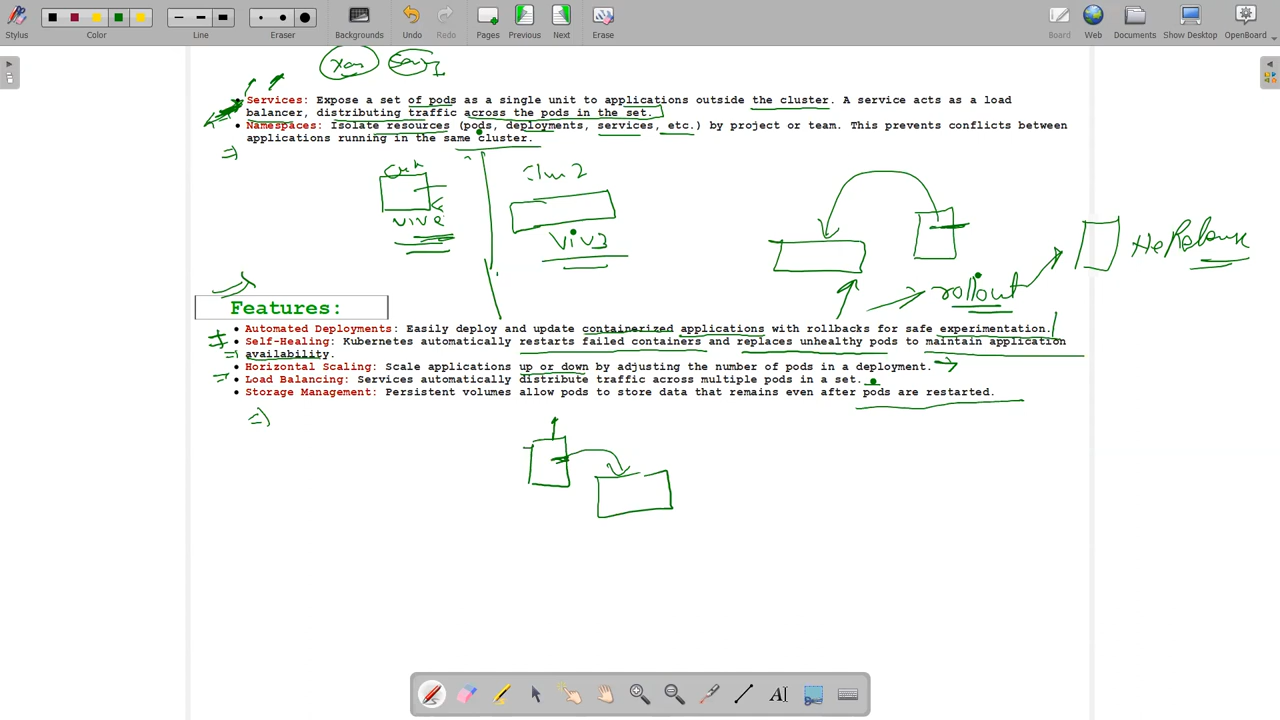 Stylus
Color
Line
Eraser
Backgrounds
Undo
Redo
Pages
Previous
Next
Erase
Board
Web
Documents
Show Desktop
OpenBoard
• Services: Expose a set of pods as a single unit to applications outside the cluster. A service acts as a load
balancer, distributing traffic across the pods in the set.
• Namespaces: Isolate resources (pods, deployments, services, etc.) by project or team. This prevents conflicts between
applications running in the same cluster.
rollout
Features:
• Automated Deployments: Easily deploy and update containerized applications with rollbacks for safe experimentation.
• Self-Healing: Kubernetes automatically restarts failed containers and replaces unhealthy pods to maintain application
availability.
• Horizontal Scaling: Scale applications up or down by adjusting the number of pods in a deployment.
• Load Balancing: Services automatically distribute traffic across multiple pods in a set.
• Storage Management: Persistent volumes allow pods to store data that remains even after pods are restarted.